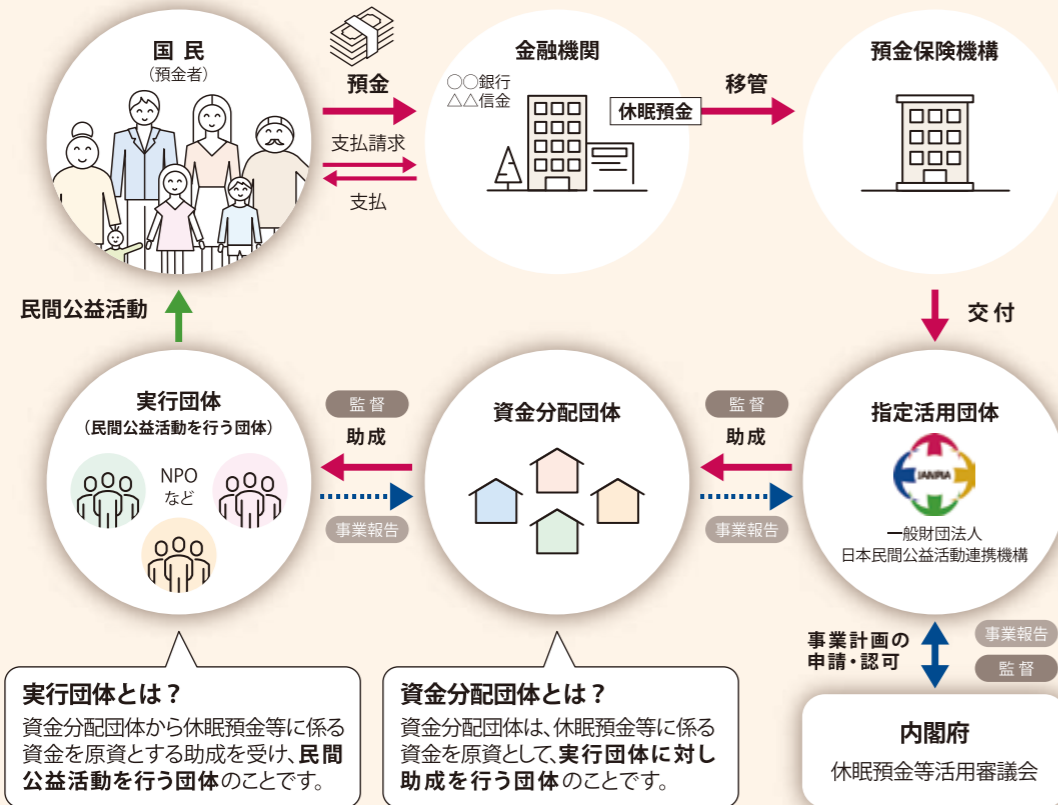 国民
(預金者)
預金
支払請求
支払
金融機関
○○銀行
△△信金
休眠預金
移管
預金保険機構
交付
民間公益活動
実行団体
(民間公益活動を行う団体)
NPO
など
監督
助成
事業報告
資金分配団体
監督
助成
事業報告
指定活用団体
JANPIA
一般財団法人
日本民間公益活動連携機構
事業計画の
申請・認可
事業報告
監督
内閣府
休眠預金等活用審議会
実行団体とは？
資金分配団体から休眠預金等に係る
資金を原資とする助成を受け、民間
公益活動を行う団体のことです。
資金分配団体とは？
資金分配団体は、休眠預金等に係る
資金を原資として、実行団体に対し
助成を行う団体のことです。